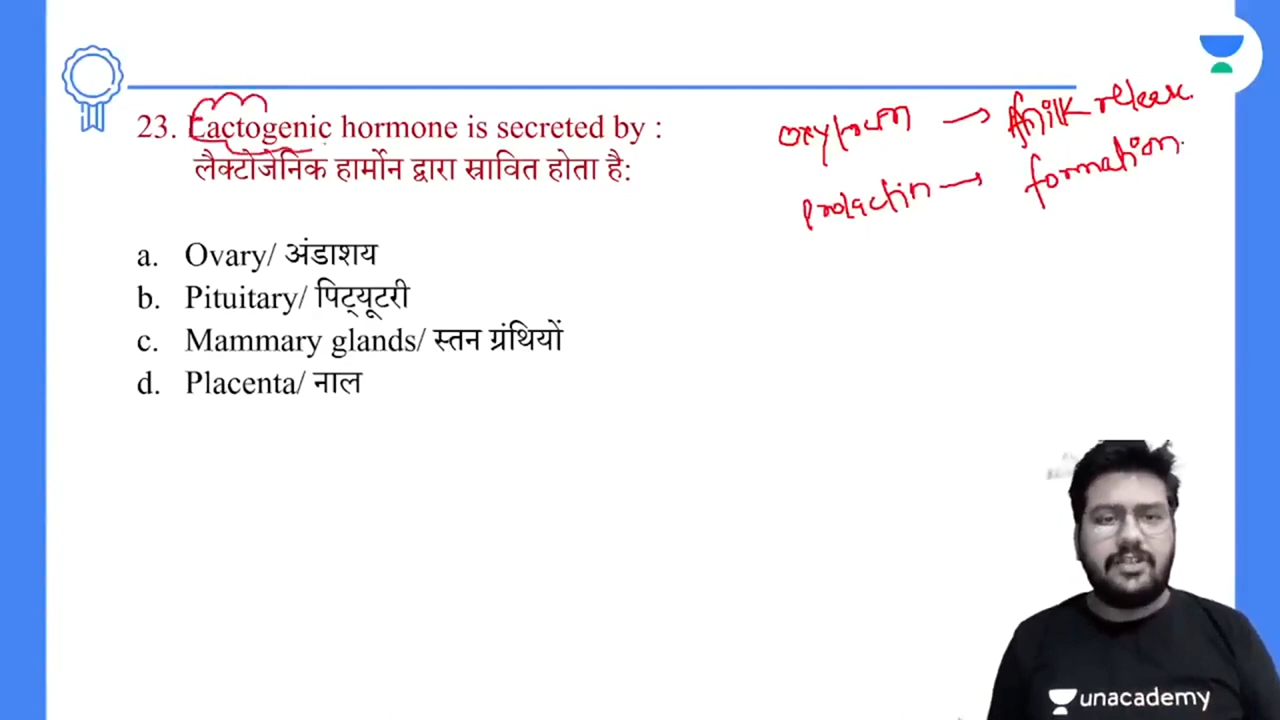 23. Lactogenic hormone is secreted by :
लैक्टोजेनिक हार्मोन द्वारा स्रावित होता है:
a. Ovary/ अंडाशय
b. Pituitary/ पिट्यूटरी
c. Mammary glands/ स्तन ग्रंथियों
d. Placenta/ नाल
oxytocin → milk release
prolactin → formation
unacademy